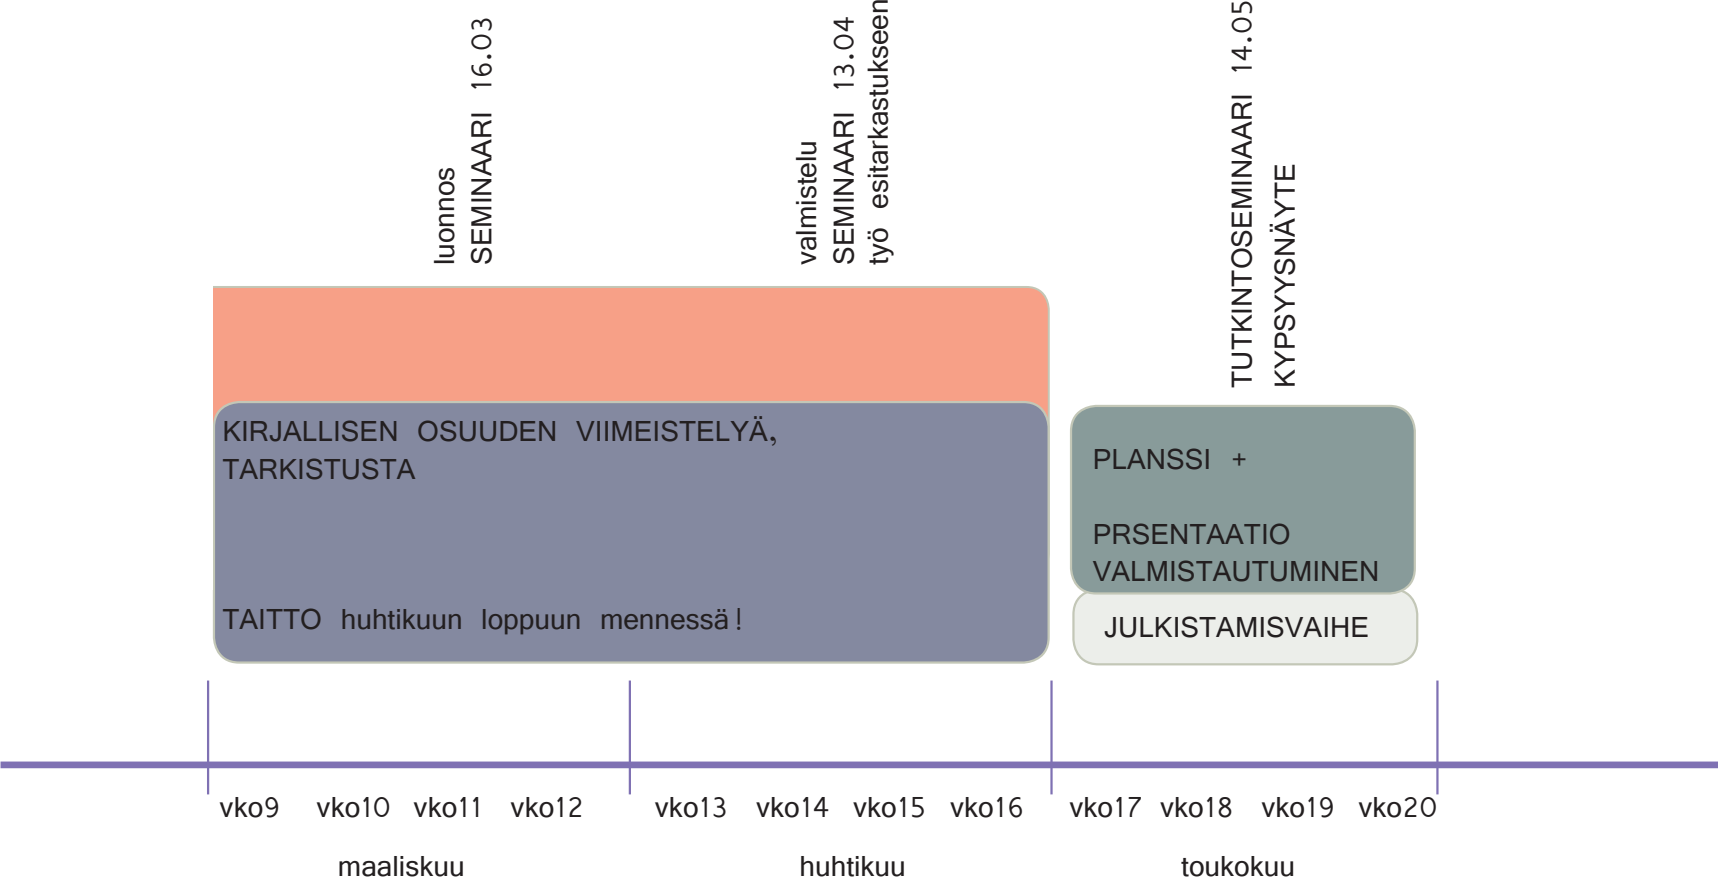 luonnos
SEMINAARI 16.03
valmistelu
SEMINAARI 13.04
työ esitarkastukseen
TUTKINTOSEMINAARI 14.05
KYPSYYSNÄYTE
KIRJALLISEN OSUUDEN VIIMEISTELYÄ,
TARKISTUSTA
TAITTO huhtikuun loppuun mennessä!
PLANSSI +
PRSENTAATIO
VALMISTAUTUMINEN
JULKISTAMISVAIHE
vko9 vko10 vko11 vko12 vko13 vko14 vko15 vko16 vko17 vko18 vko19 vko20
maaliskuu huhtikuu toukokuu